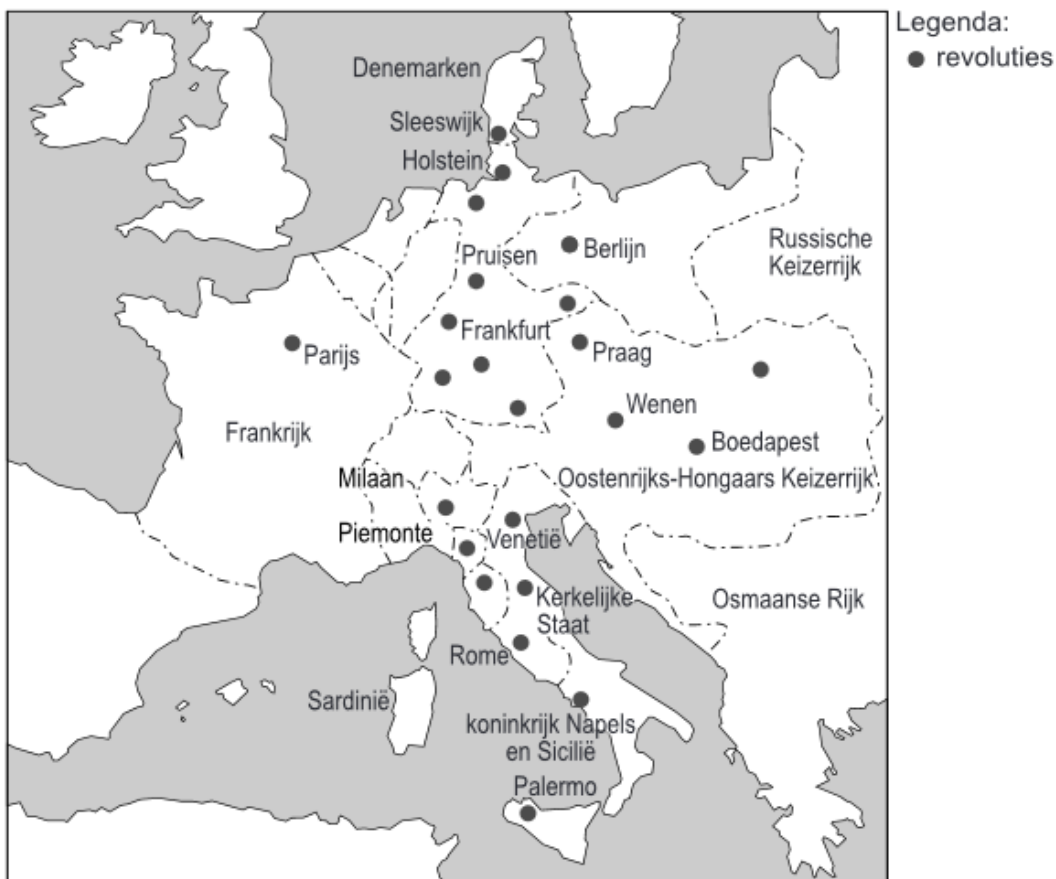 Legenda:
revoluties
Denemarken
Sleeswijk
Holstein
Berlijn
Russische
Keizerrijk
Pruisen
Frankfurt
Parijs
Praag
Wenen
Frankrijk
Boedapest
Milaan
Oostenrijks-Hongaars Keizerrijk
Piemonte
Venetië
Kerkelijke
Staat
Osmaanse Rijk
Rome
Sardinië
koninkrijk Napels
en Sicilië
Palermo